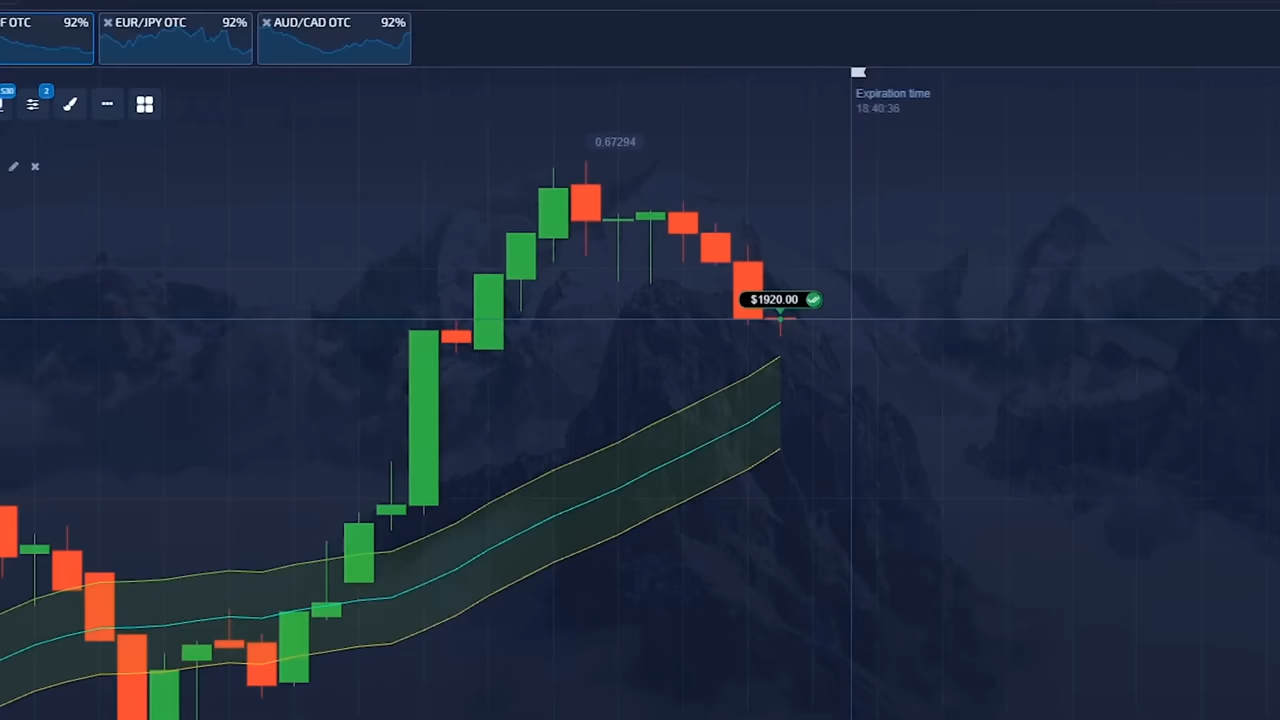 F OTC 92%
EUR/JPY OTC 92%
AUD/CAD OTC 92%
S30
2
Expiration time
18:40:36
0.67294
$1920.00